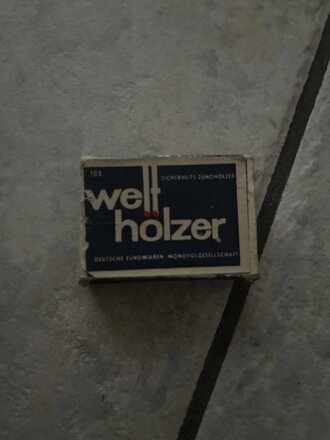 103 SICHERHEITS-ZÜNDHÖLZER
welt
hölzer
DEUTSCHE ZÜNDWAREN-MONOPOLGESELLSCHAFT